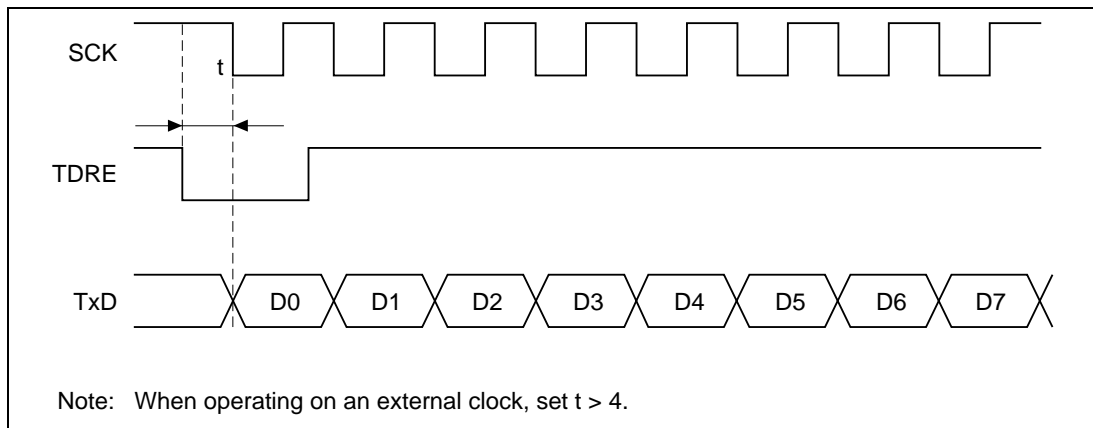 SCK
t
TDRE
TxD D0 D1 D2 D3 D4 D5 D6 D7
Note: When operating on an external clock, set t > 4.